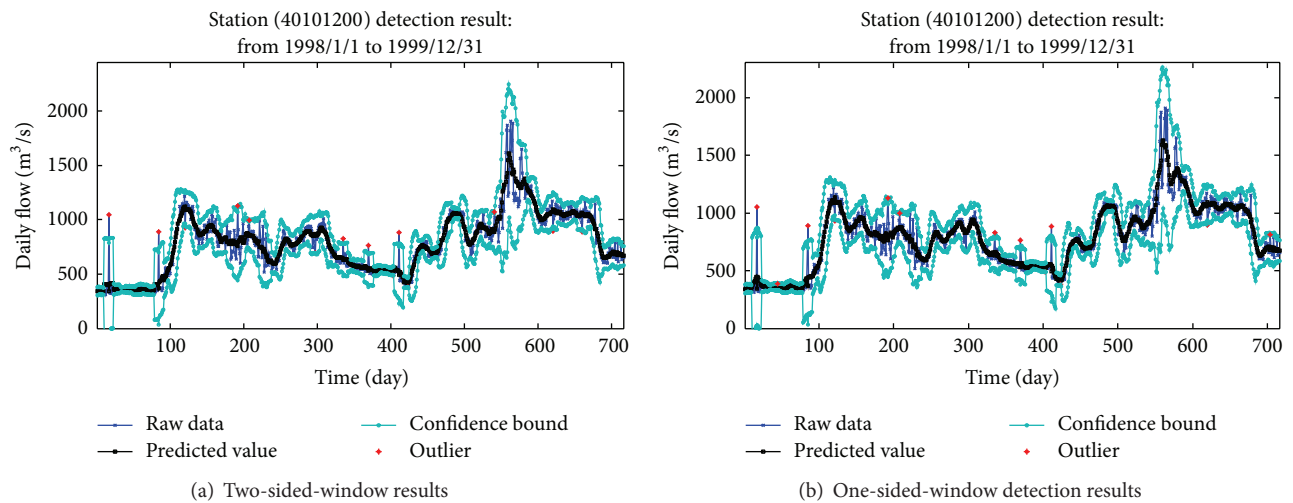 Station (40101200) detection result:
from 1998/1/1 to 1999/12/31
2000
1500
1000
500
0
Daily flow (m³/s)
100 200 300 400 500 600 700
Time (day)
Raw data
Predicted value
Confidence bound
Outlier
(a) Two-sided-window results
Station (40101200) detection result:
from 1998/1/1 to 1999/12/31
2000
1500
1000
500
0
Daily flow (m³/s)
100 200 300 400 500 600 700
Time (day)
Raw data
Predicted value
Confidence bound
Outlier
(b) One-sided-window detection results